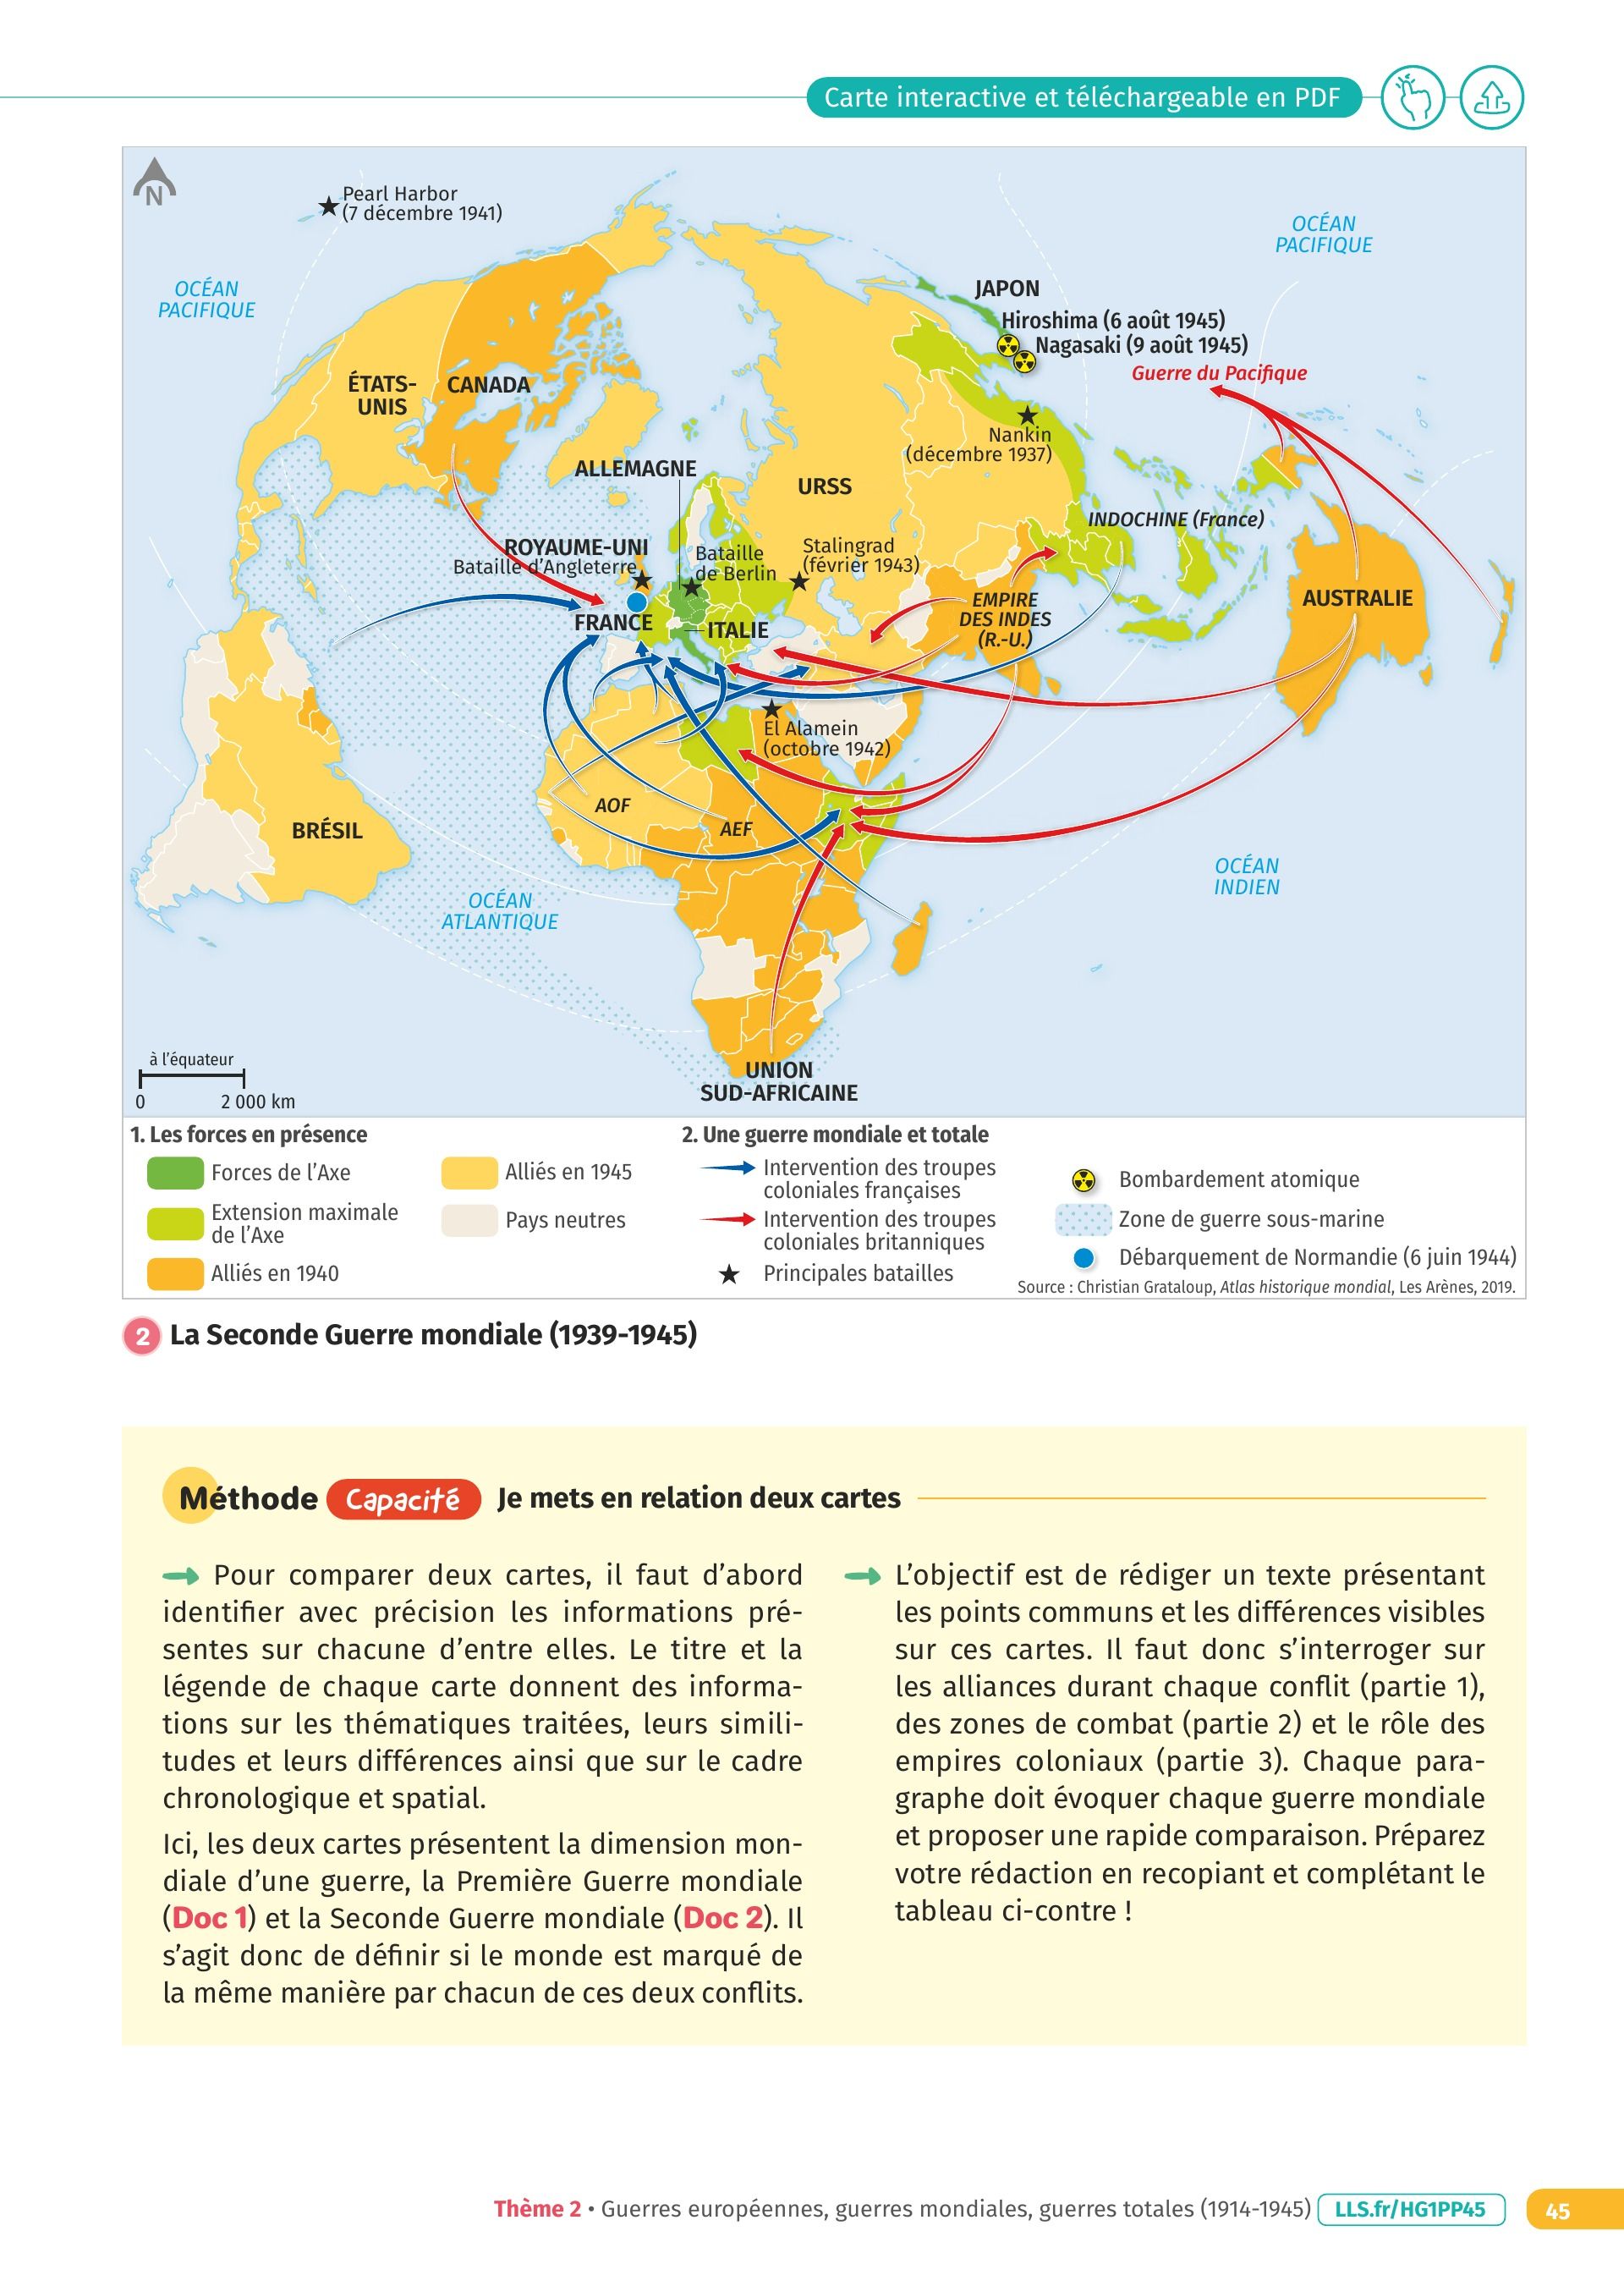 Carte interactive et téléchargeable en PDF
N
Pearl Harbor
(7 décembre 1941)
OCÉAN
PACIFIQUE
OCÉAN
PACIFIQUE
JAPON
Hiroshima (6 août 1945)
Nagasaki (9 août 1945)
Guerre du Pacifique
ÉTATS-
UNIS
CANADA
Nankin
(décembre 1937)
ALLEMAGNE
URSS
INDOCHINE (France)
ROYAUME-UNI
Bataille d'Angleterre
Bataille
de Berlin
Stalingrad
(février 1943)
FRANCE
ITALIE
EMPIRE
DES INDES
(R.-U.)
AUSTRALIE
El Alamein
(octobre 1942)
AOF
AEF
BRÉSIL
OCÉAN
ATLANTIQUE
OCÉAN
INDIEN
UNION
SUD-AFRICAINE
à l'équateur
0 2 000 km
1. Les forces en présence
Forces de l'Axe
Extension maximale
de l'Axe
Alliés en 1940
Alliés en 1945
Pays neutres
2. Une guerre mondiale et totale
Intervention des troupes
coloniales françaises
Intervention des troupes
coloniales britanniques
Principales batailles
Bombardement atomique
Zone de guerre sous-marine
Débarquement de Normandie (6 juin 1944)
Source : Christian Grataloup, Atlas historique mondial, Les Arènes, 2019.
2 La Seconde Guerre mondiale (1939-1945)
Méthode Capacité Je mets en relation deux cartes
Pour comparer deux cartes, il faut d'abord
identifier avec précision les informations pré-
sentes sur chacune d'entre elles. Le titre et la
légende de chaque carte donnent des informa-
tions sur les thématiques traitées, leurs simili-
tudes et leurs différences ainsi que sur le cadre
chronologique et spatial.
Ici, les deux cartes présentent la dimension mon-
diale d'une guerre, la Première Guerre mondiale
(Doc 1) et la Seconde Guerre mondiale (Doc 2). Il
s'agit donc de définir si le monde est marqué de
la même manière par chacun de ces deux conflits.
L'objectif est de rédiger un texte présentant
les points communs et les différences visibles
sur ces cartes. Il faut donc s'interroger sur
les alliances durant chaque conflit (partie 1),
des zones de combat (partie 2) et le rôle des
empires coloniaux (partie 3). Chaque para-
graphe doit évoquer chaque guerre mondiale
et proposer une rapide comparaison. Préparez
votre rédaction en recopiant et complétant le
tableau ci-contre !
Thème 2 • Guerres européennes, guerres mondiales, guerres totales (1914-1945) LLS.fr/HG1PP45 45